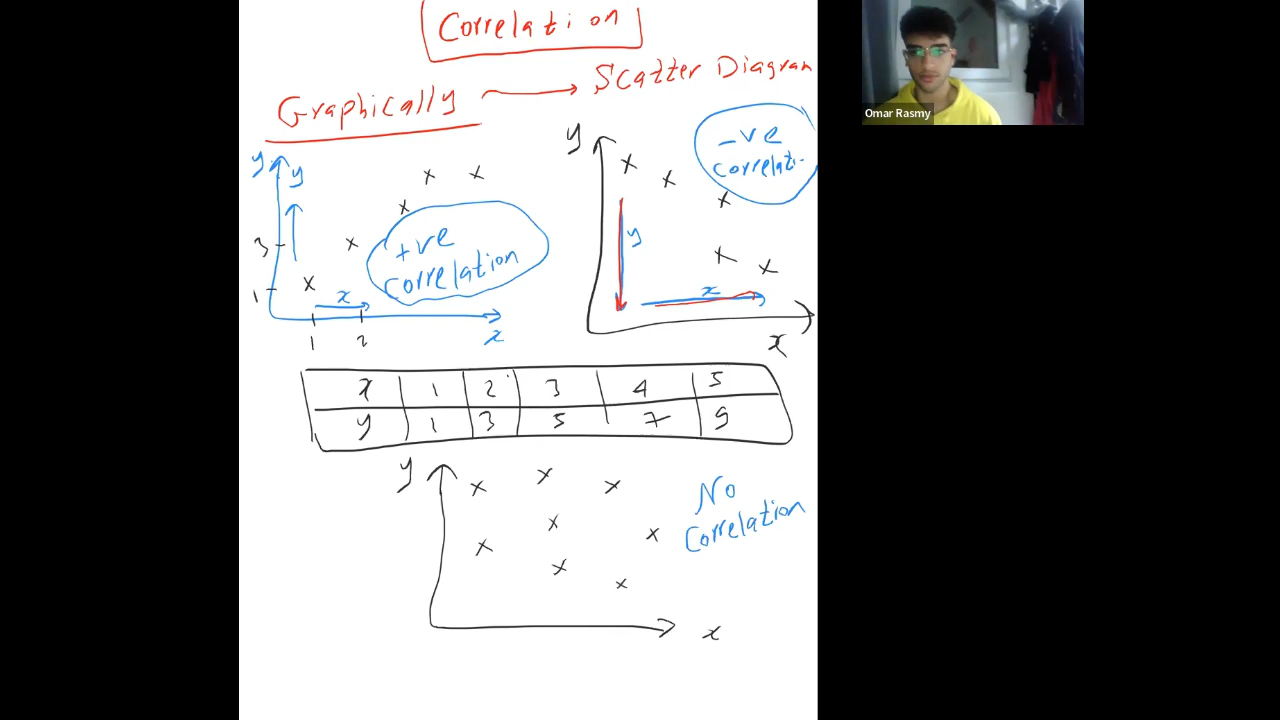 Correlation
Graphically → Scatter Diagram
Omar Rasmy
y
y
3
1
+ve
correlation
x
1 2
x
y
-ve
correlati
y
x
x
x 1 2 3 4 5
y 1 3 5 7 9
y
No
Correlation
x